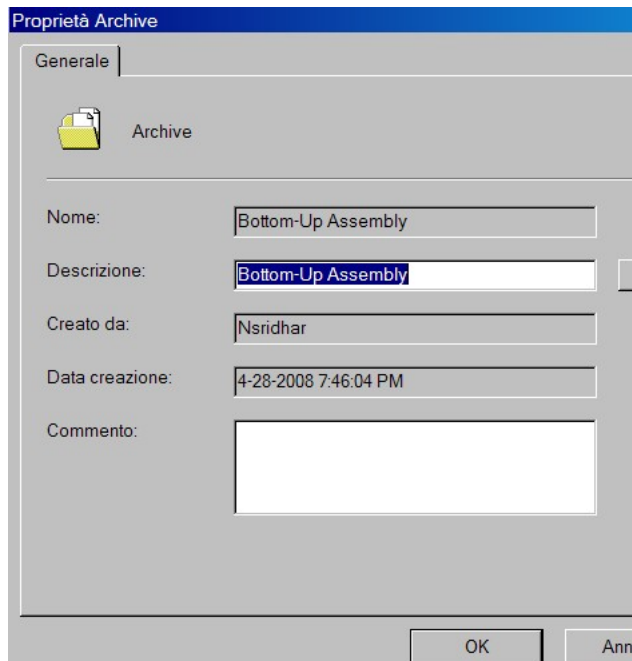 Proprietà Archive
Generale
Archive
Nome: Bottom-Up Assembly
Descrizione: Bottom-Up Assembly
Creato da: Nsridhar
Data creazione: 4-28-2008 7:46:04 PM
Commento:
OK Ann